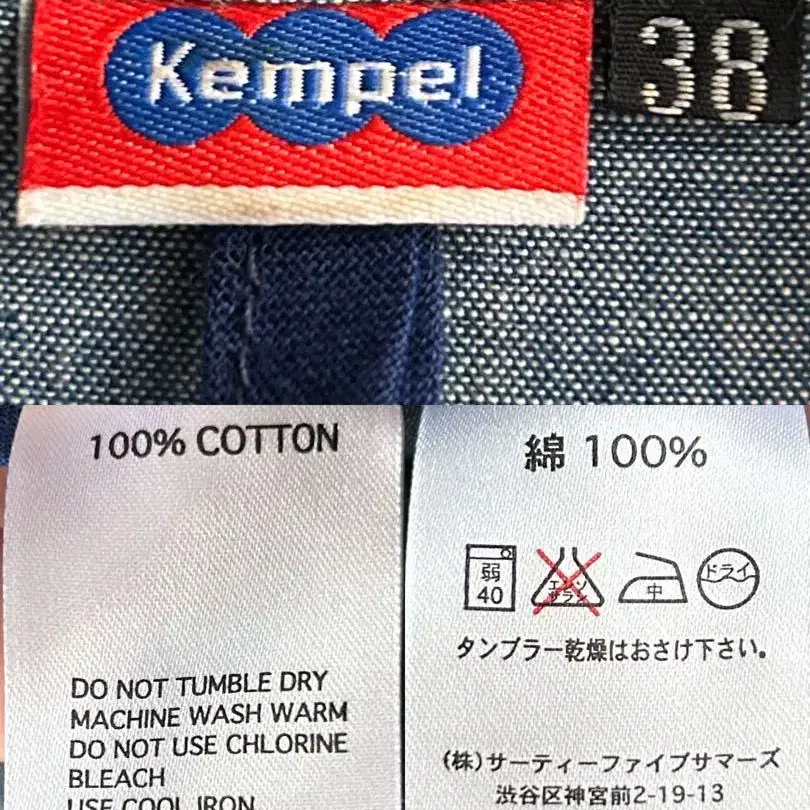 Kempel
38
100% COTTON
DO NOT TUMBLE DRY
MACHINE WASH WARM
DO NOT USE CHLORINE
BLEACH
USE COOL IRON
綿 100%
弱
40
エンソ
サラシ
中
ドライ
タンブラー乾燥はおさけ下さい。
(株)サーティーファイブサマーズ
渋谷区神宮前2-19-13